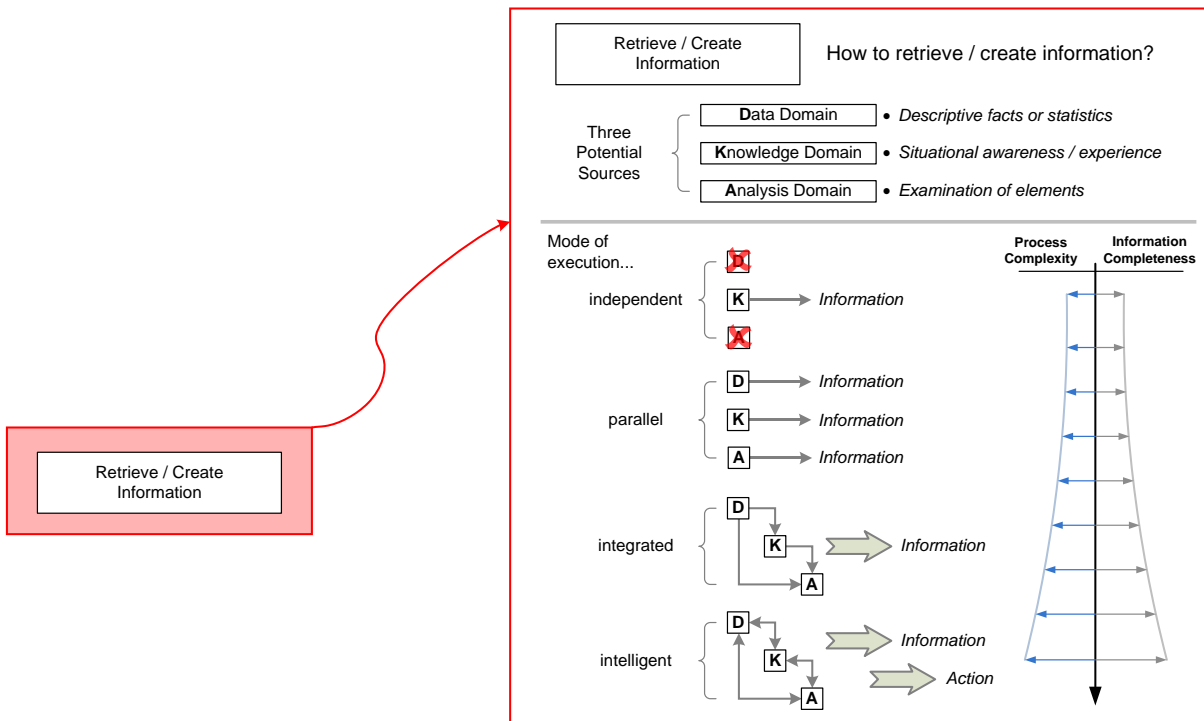 Retrieve / Create
Information
How to retrieve / create information?
Three
Potential
Sources
Data Domain
• Descriptive facts or statistics
Knowledge Domain
• Situational awareness / experience
Analysis Domain
• Examination of elements
Mode of
execution...
Process
Complexity
Information
Completeness
independent
D
K
Information
A
parallel
D
Information
K
Information
A
Information
integrated
D
K
A
Information
intelligent
D
K
A
Information
Action
Retrieve / Create
Information